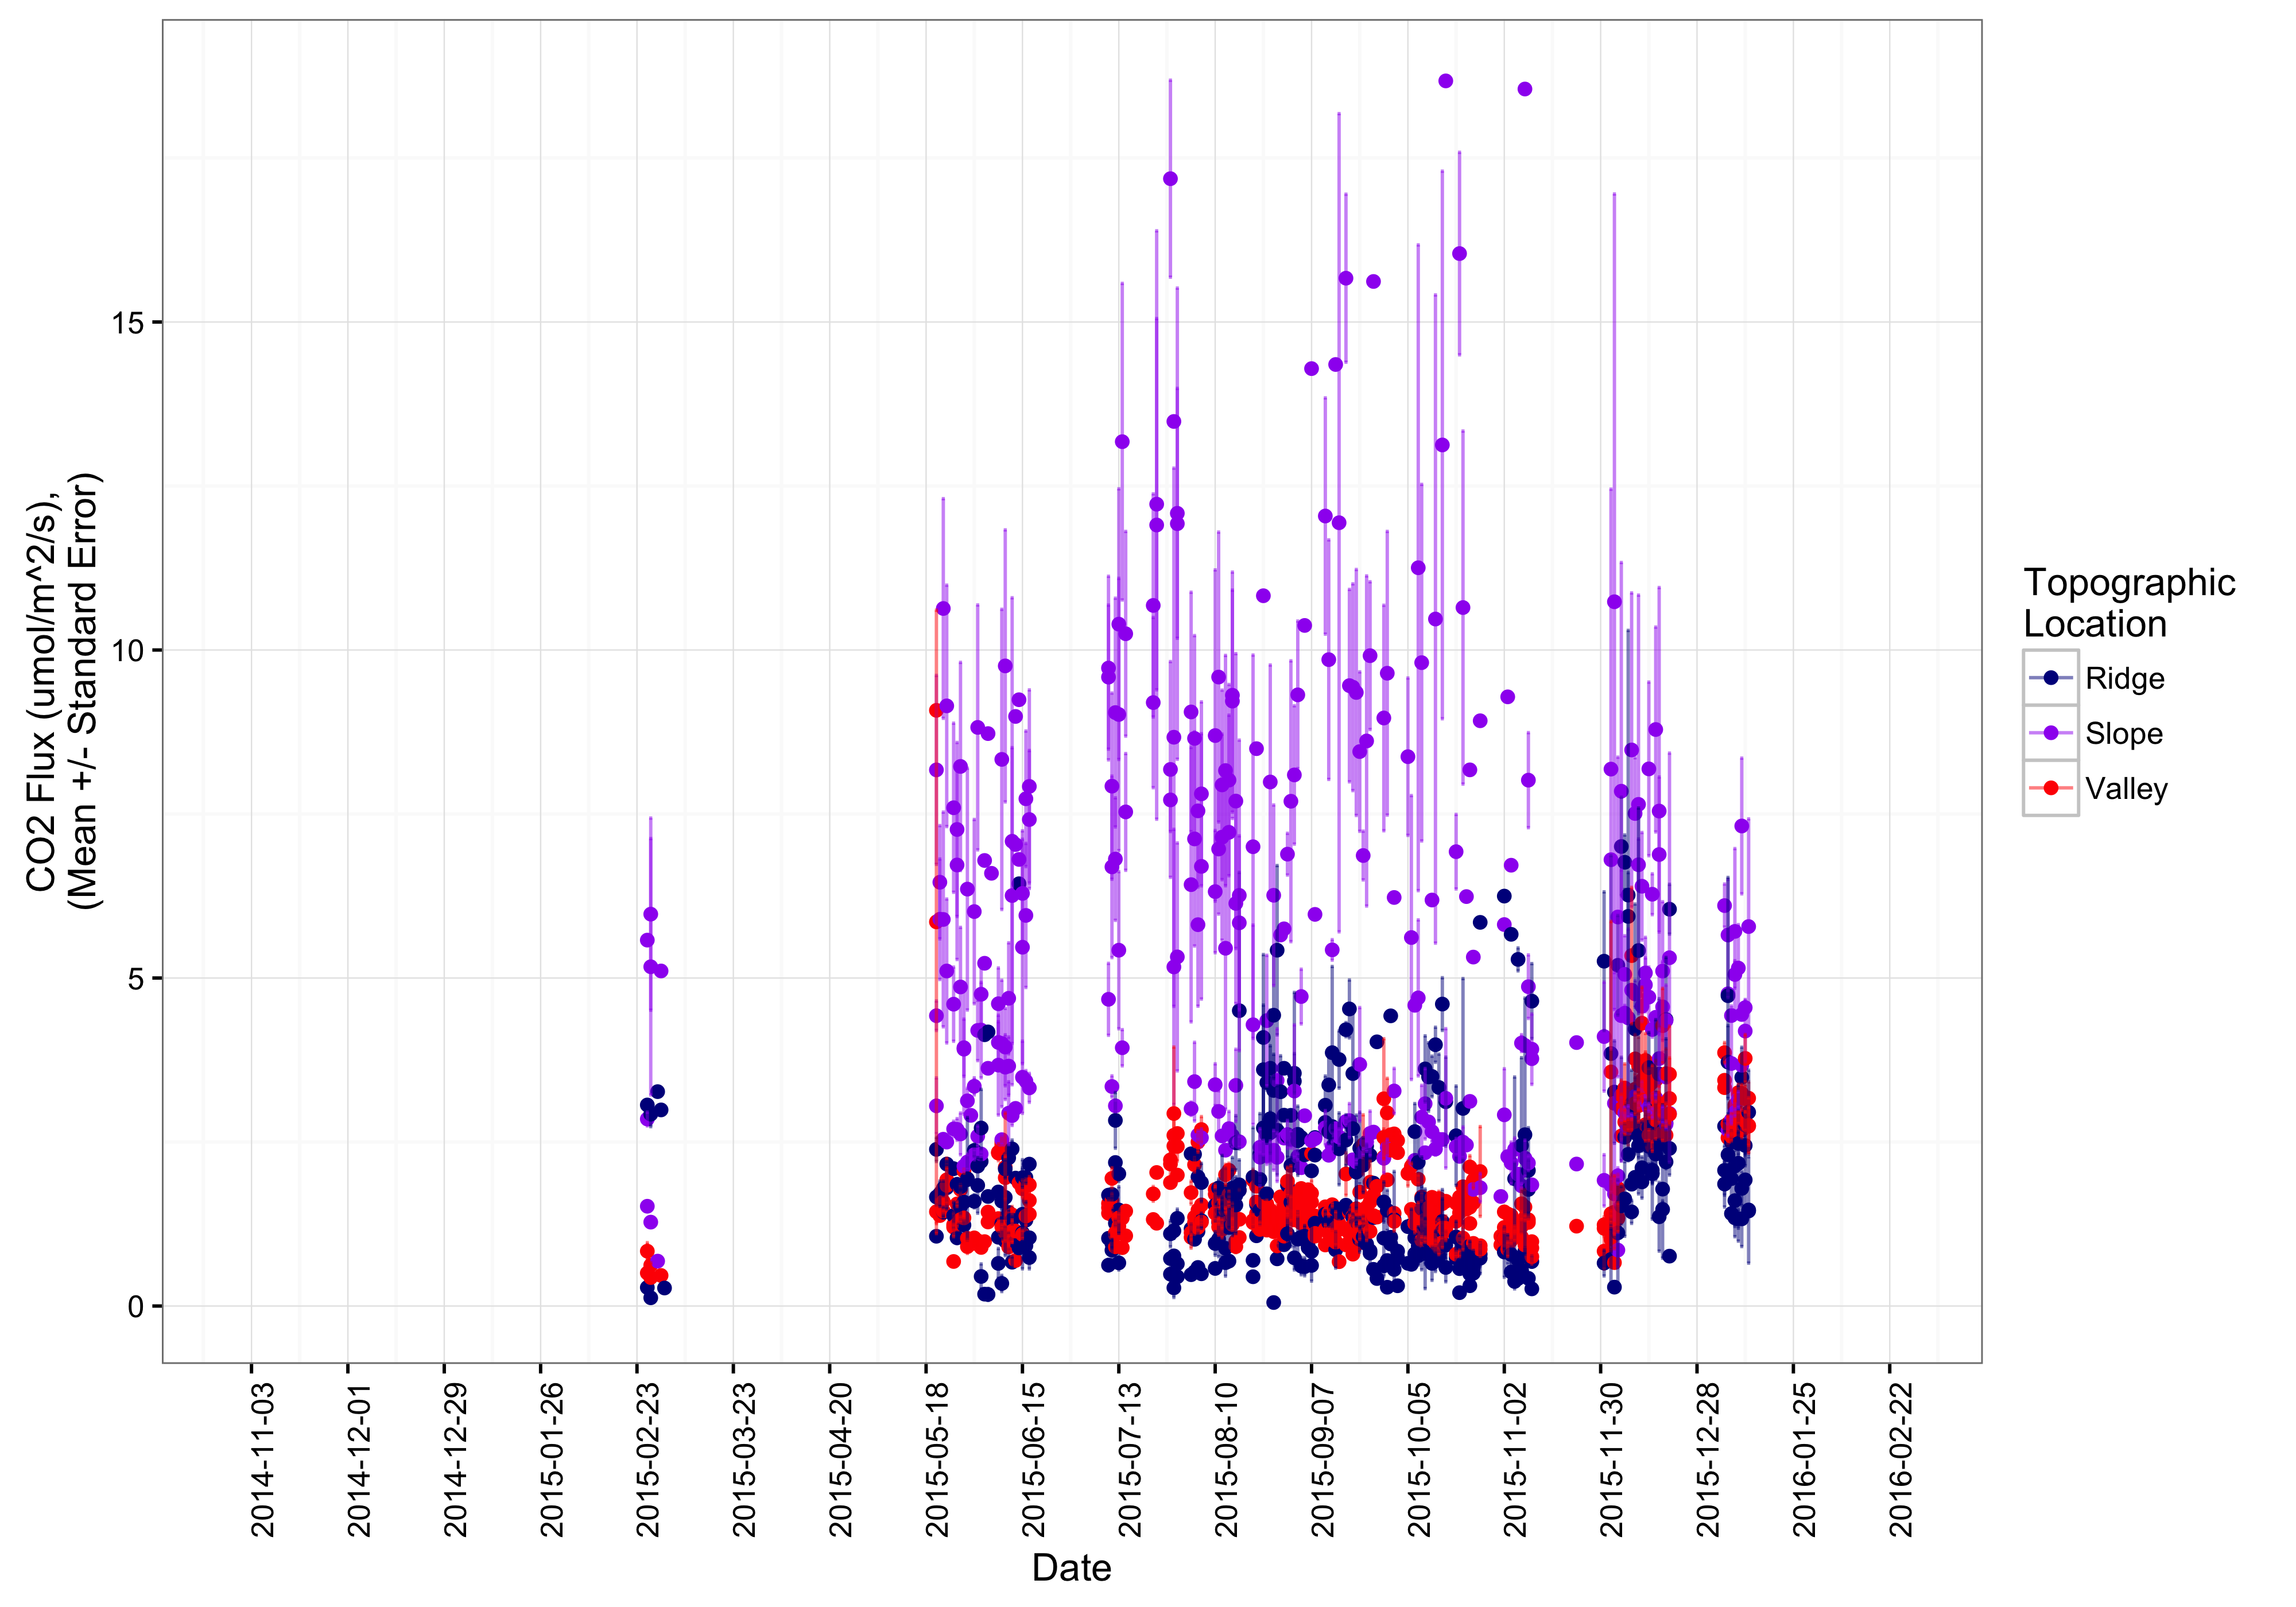 CO2 Flux (umol/m^2/s),
(Mean +/- Standard Error)
15
10
5
0
2014-11-03
2014-12-01
2014-12-29
2015-01-26
2015-02-23
2015-03-23
2015-04-20
2015-05-18
2015-06-15
2015-07-13
2015-08-10
2015-09-07
2015-10-05
2015-11-02
2015-11-30
2015-12-28
2016-01-25
2016-02-22
Date
Topographic
Location
Ridge
Slope
Valley